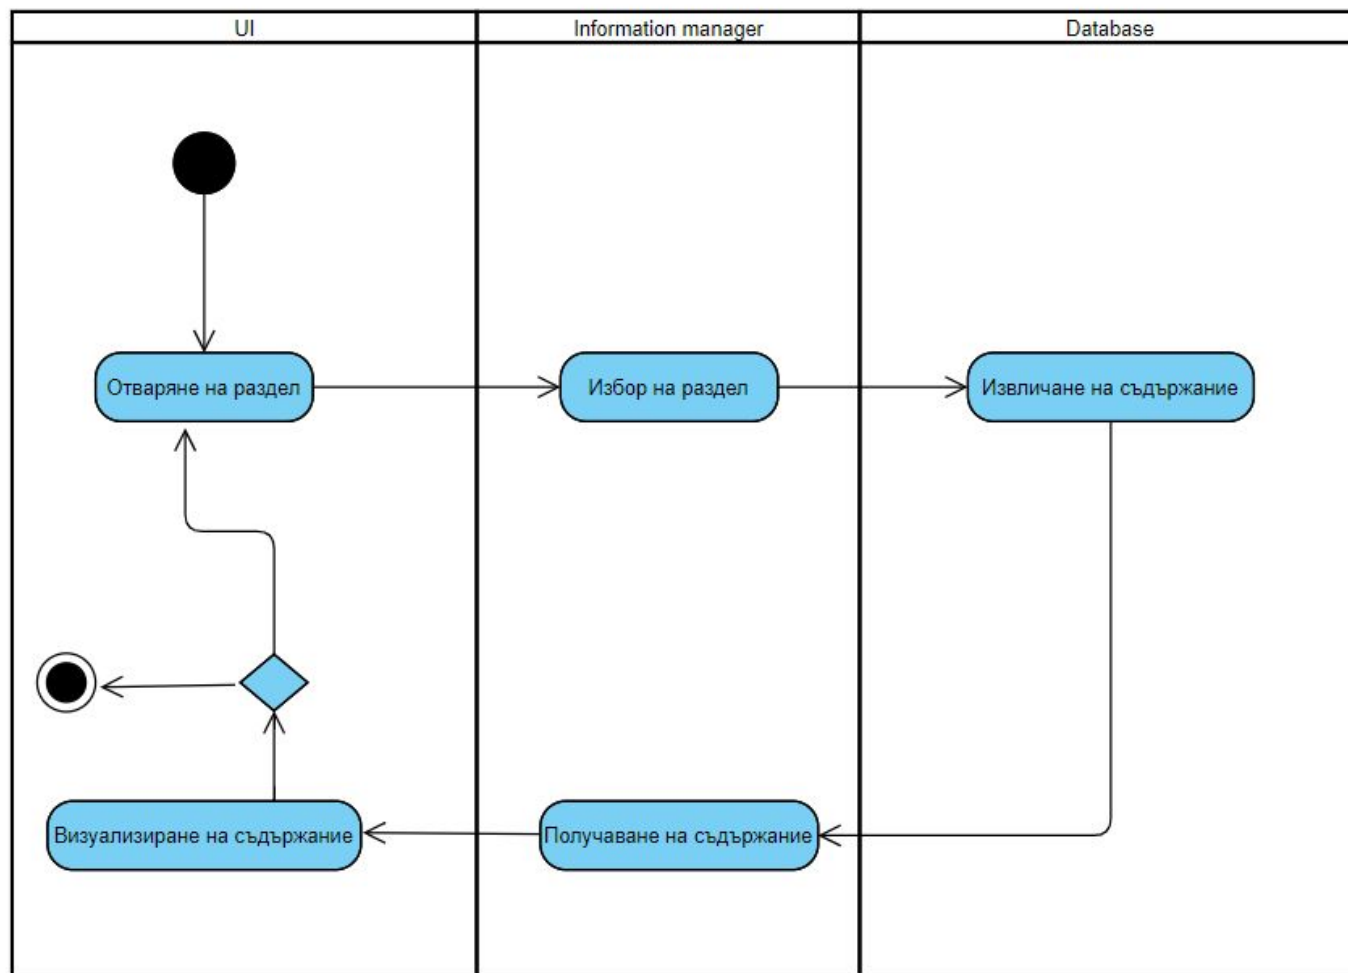 UI
Information manager
Database
Отваряне на раздел
Избор на раздел
Извличане на съдържание
Визуализиране на съдържание
Получаване на съдържание